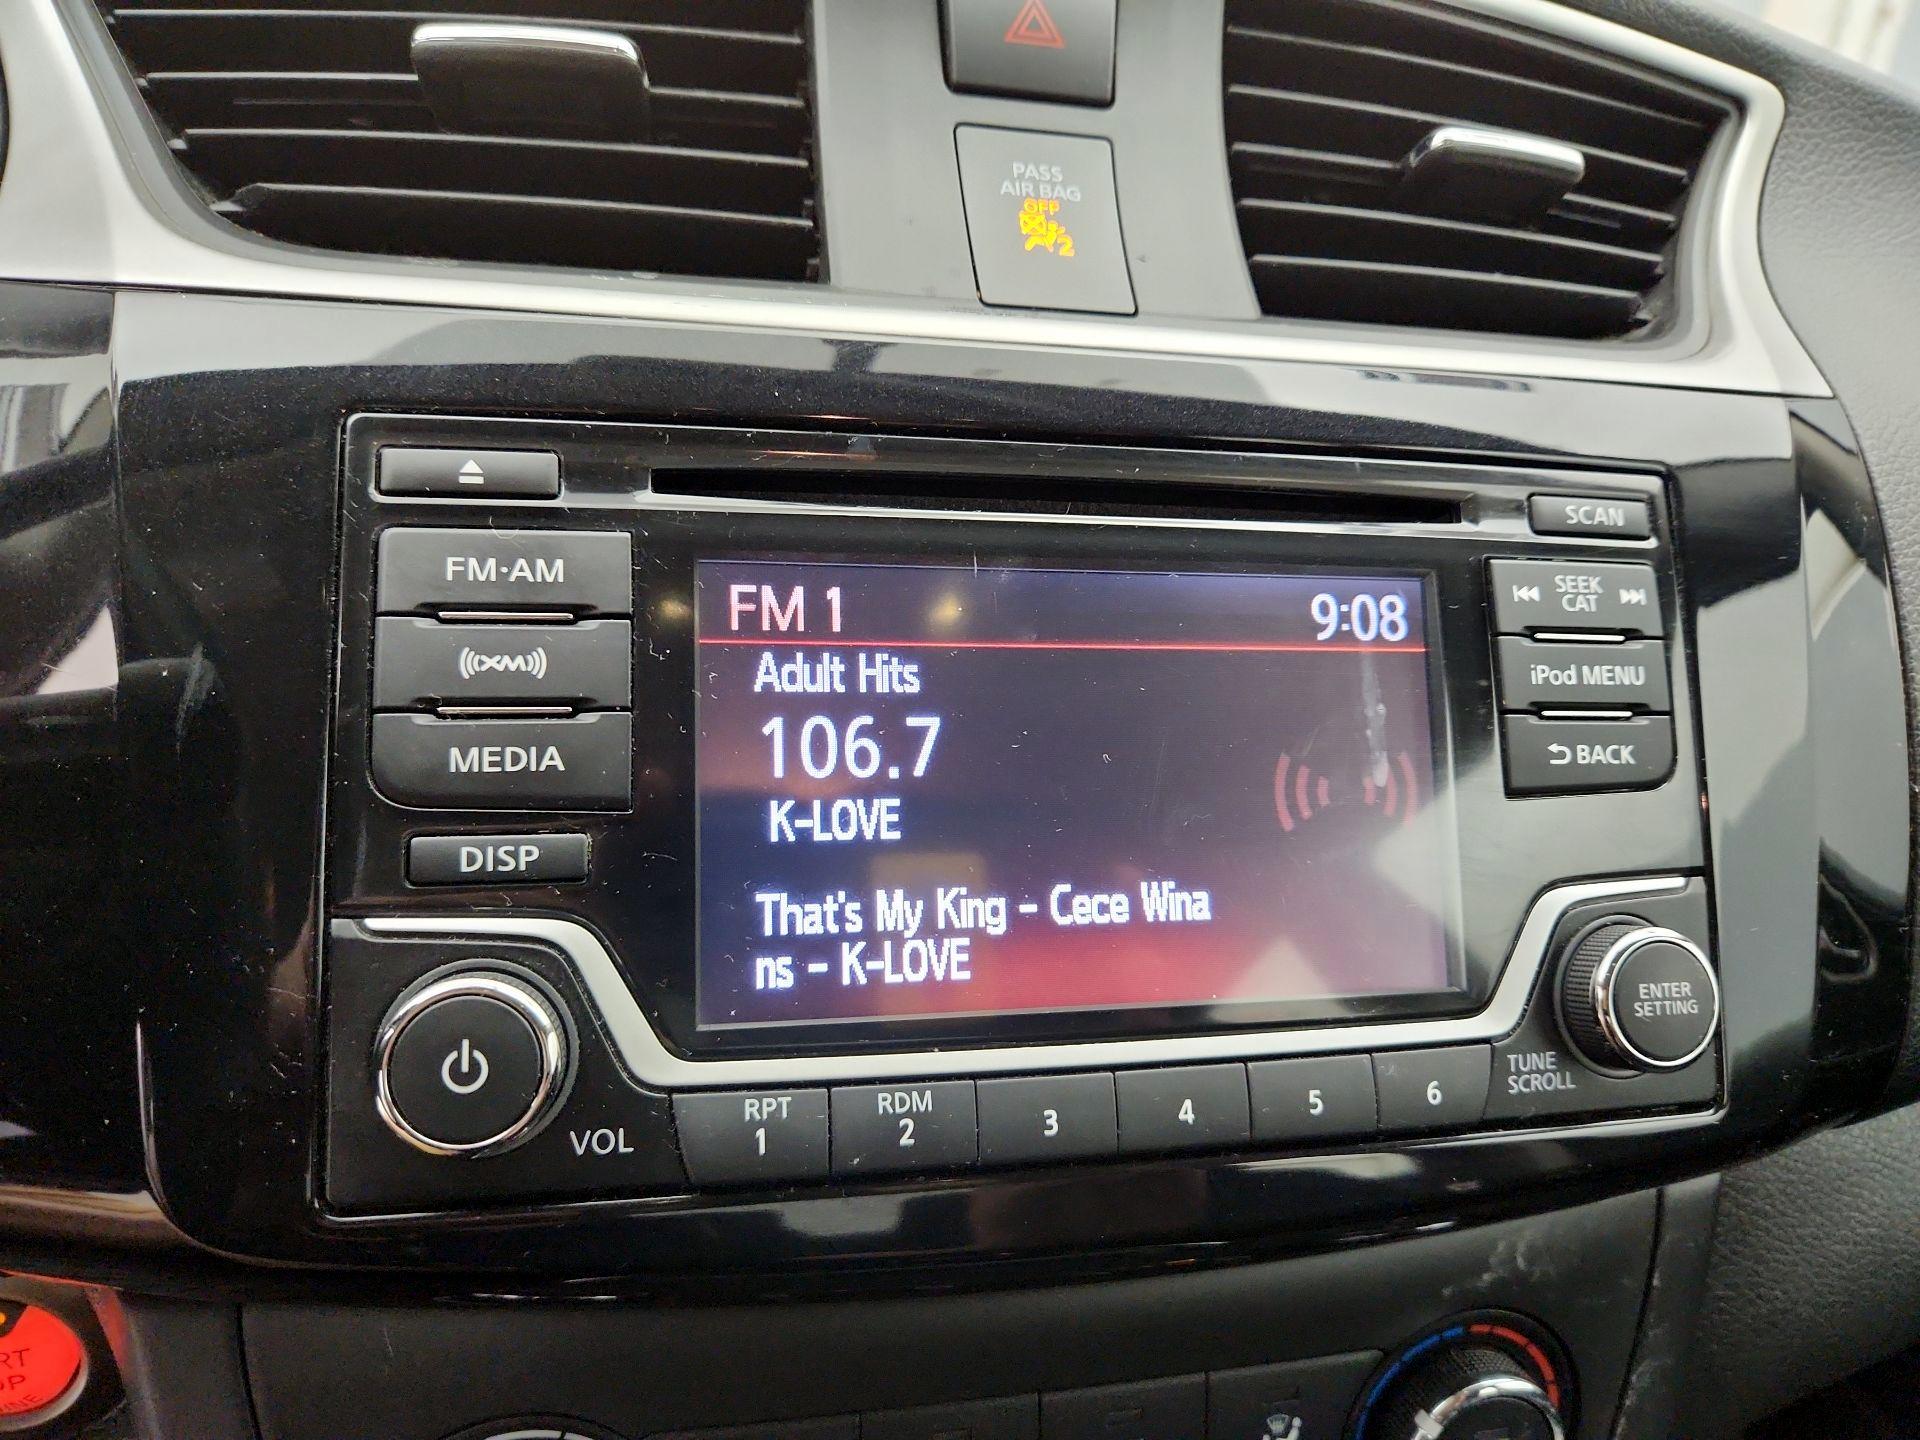 PASS
AIR BAG
OFF
2
SCAN
FM·AM
XM
MEDIA
DISP
FM 1
9:08
Adult Hits
106.7
K-LOVE
That's My King - Cece Wina
ns - K-LOVE
SEEK
CAT
iPod MENU
BACK
ENTER
SETTING
TUNE
SCROLL
VOL
RPT
1
RDM
2
3
4
5
6